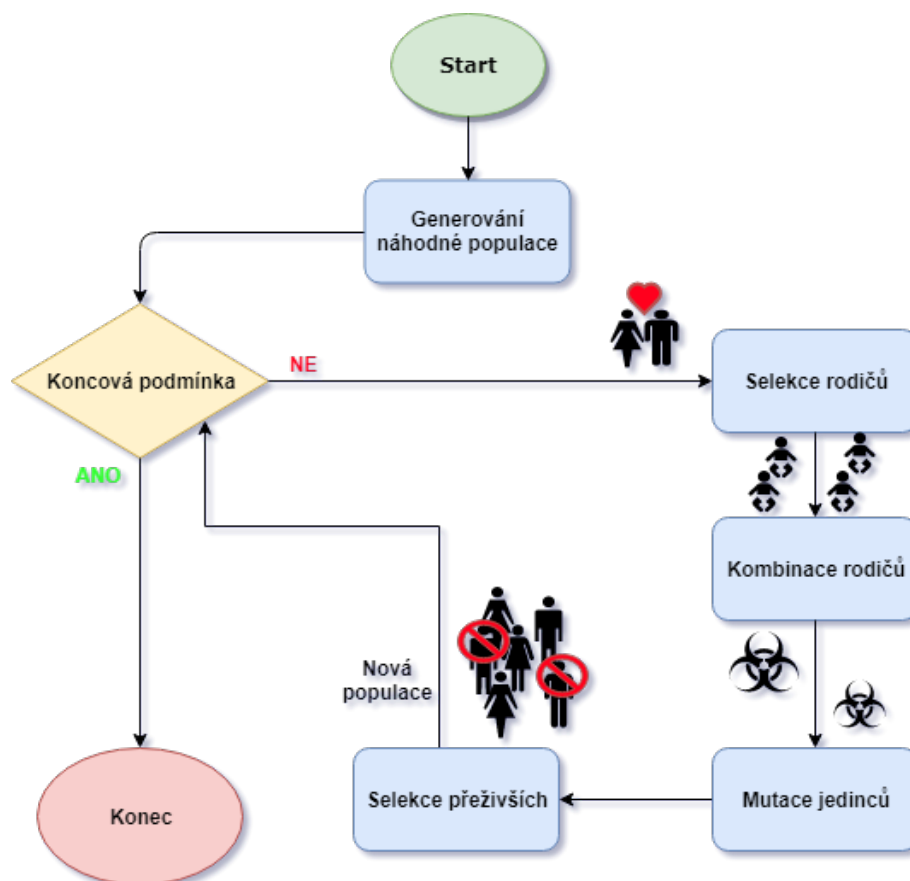 Start
Generování
náhodné populace
Koncová podmínka
NE
Selekce rodičů
ANO
Kombinace rodičů
Nová
populace
Konec
Selekce přeživších
Mutace jedinců